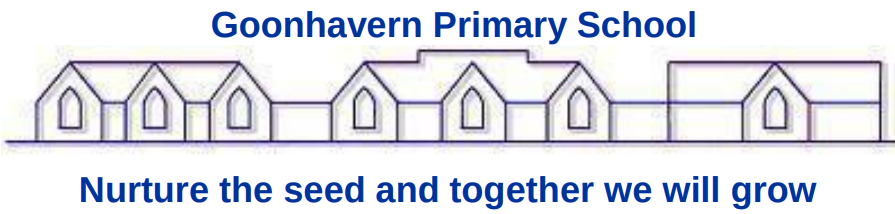 Goonhavern Primary School
Nurture the seed and together we will grow